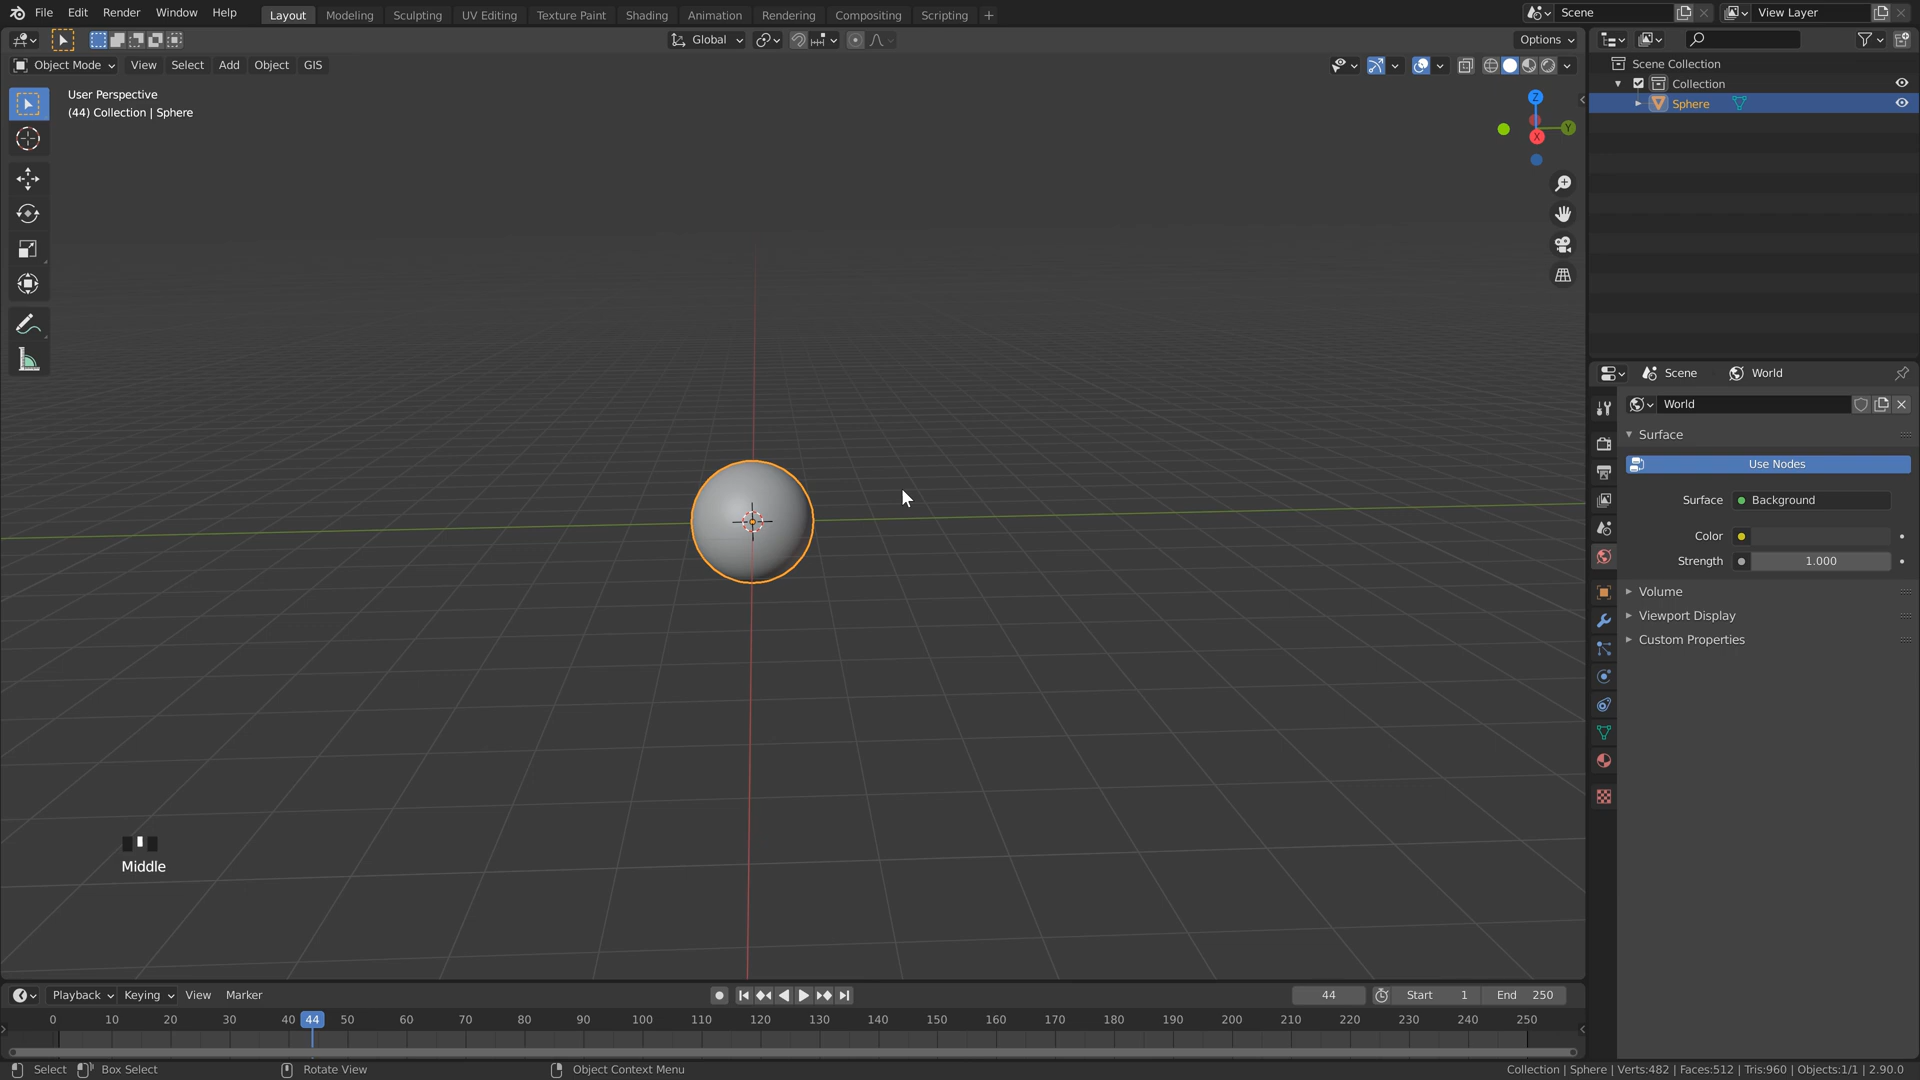 File Edit Render Window Help Layout Modeling Sculpting UV Editing Texture Paint Shading Animation Rendering Compositing Scripting + Scene View Layer
Global Options
Object Mode View Select Add Object GIS
User Perspective
(44) Collection | Sphere
Z
Y
X
Scene Collection
Collection
Sphere
Scene World
World
Surface
Use Nodes
Surface Background
Color
Strength 1.000
Volume
Viewport Display
Custom Properties
Middle
Playback Keying View Marker 44 Start 1 End 250
0 10 20 30 40 44 50 60 70 80 90 100 110 120 130 140 150 160 170 180 190 200 210 220 230 240 250
Select Box Select Rotate View Object Context Menu Collection | Sphere | Verts:482 | Faces:512 | Tris:960 | Objects:1/1 | 2.90.0